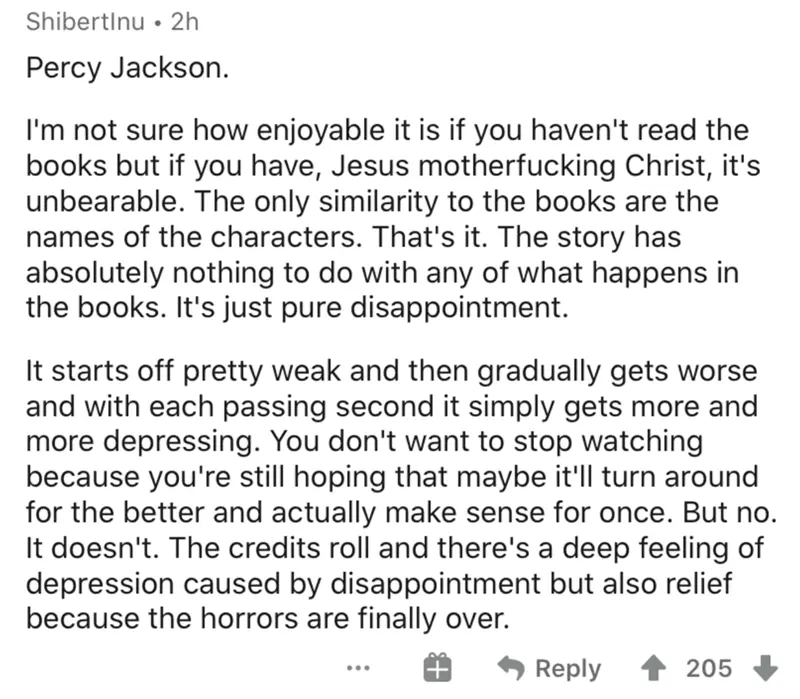 ShibertInu • 2h
Percy Jackson.
I'm not sure how enjoyable it is if you haven't read the
books but if you have, Jesus motherfucking Christ, it's
unbearable. The only similarity to the books are the
names of the characters. That's it. The story has
absolutely nothing to do with any of what happens in
the books. It's just pure disappointment.
It starts off pretty weak and then gradually gets worse
and with each passing second it simply gets more and
more depressing. You don't want to stop watching
because you're still hoping that maybe it'll turn around
for the better and actually make sense for once. But no.
It doesn't. The credits roll and there's a deep feeling of
depression caused by disappointment but also relief
because the horrors are finally over.
... Reply 205